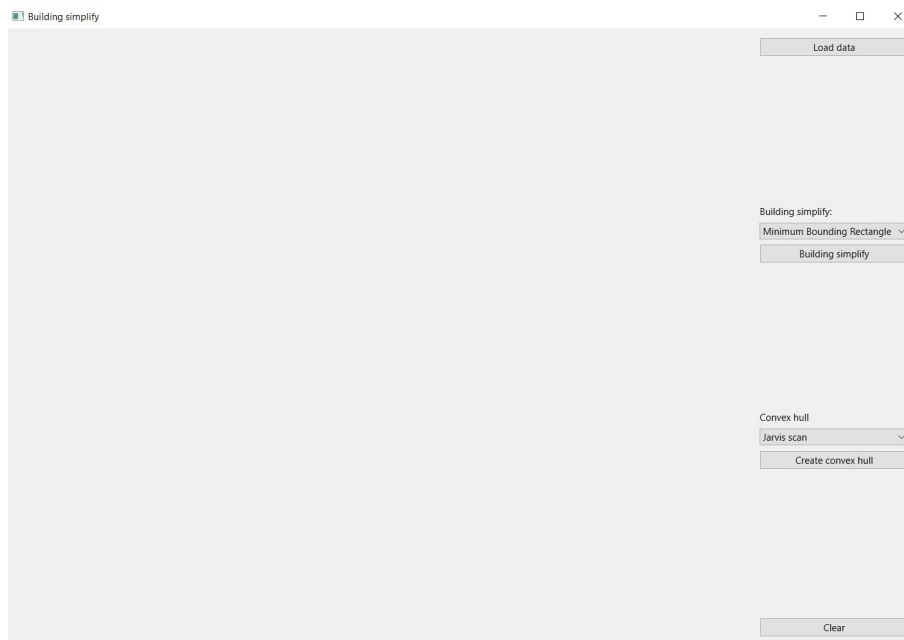 Building simplify
Load data
Building simplify:
Minimum Bounding Rectangle
Building simplify
Convex hull
Jarvis scan
Create convex hull
Clear